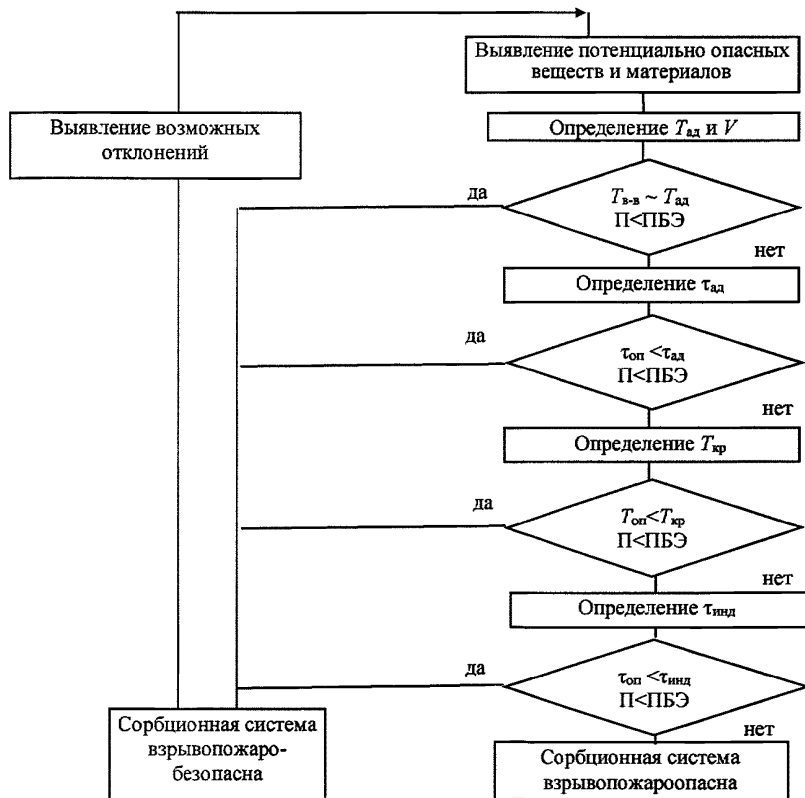 Выявление потенциально опасных
веществ и материалов
Выявление возможных
отклонений
Определение Tад и V
да
Tв-в ~ Tад
П<ПБЭ
нет
Определение τад
да
τоп <τад
П<ПБЭ
нет
Определение Tкр
да
Tоп<Tкр
П<ПБЭ
нет
Определение τинд
да
τоп <τинд
П<ПБЭ
нет
Сорбционная система
взрывопожаро-
безопасна
Сорбционная система
взрывопожароопасна